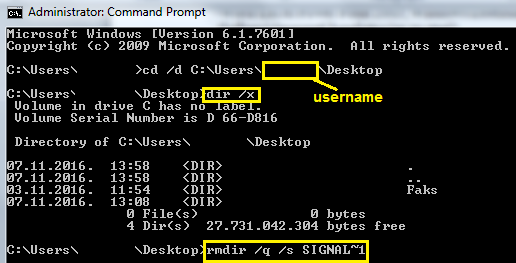 Administrator: Command Prompt
Microsoft Windows [Version 6.1.7601]
Copyright (c) 2009 Microsoft Corporation. All rights reserved.
C:\Users\ >cd /d C:\Users\ \Desktop
username
C:\Users\ \Desktop>dir /x
Volume in drive C has no label.
Volume Serial Number is D 66-D816
Directory of C:\Users\ \Desktop
07.11.2016. 13:58 <DIR> .
07.11.2016. 13:58 <DIR> ..
03.11.2016. 11:54 <DIR> Faks
07.11.2016. 13:08 <DIR>
0 File(s) 0 bytes
4 Dir(s) 27.731.042.304 bytes free
C:\Users\ \Desktop>rmdir /q /s SIGNAL~1